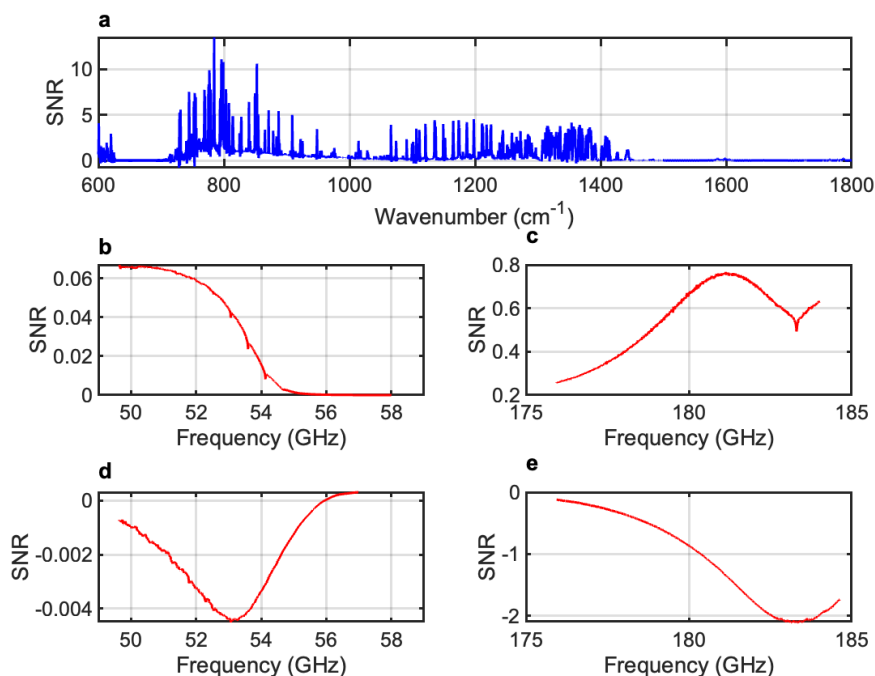 a
SNR
10
5
0
600 800 1000 1200 1400 1600 1800
Wavenumber (cm⁻¹)
b
SNR
0.06
0.04
0.02
0
50 52 54 56 58
Frequency (GHz)
c
SNR
0.8
0.6
0.4
0.2
175 180 185
Frequency (GHz)
d
SNR
0
-0.002
-0.004
50 52 54 56 58
Frequency (GHz)
e
SNR
0
-1
-2
175 180 185
Frequency (GHz)